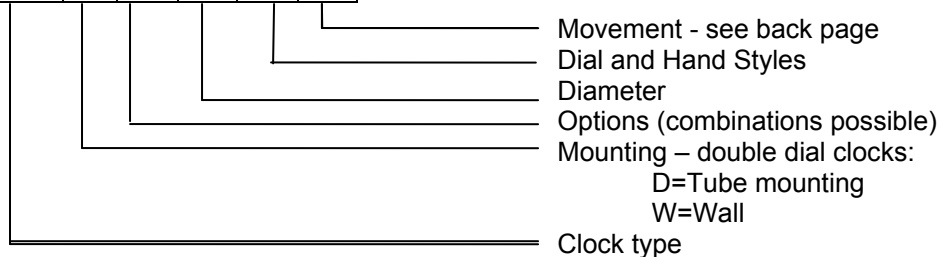 Movement - see back page
Dial and Hand Styles
Diameter
Options (combinations possible)
Mounting – double dial clocks:
D=Tube mounting
W=Wall
Clock type